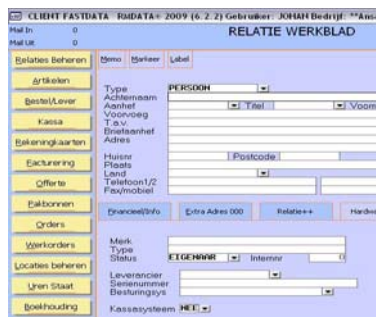 CLIENT FASTDATA RMDATA® 2009 (6.2.2) Gebruiker: JOHAN Bedrijf: **Ansa
Mail In 0
Mail Uit 0
RELATIE WERKBLAD
Relaties Beheren
Artikelen
Bestel/Lever
Kassa
Rekeningkaarten
Facturering
Offerte
Pakbonnen
Orders
Werkorders
Locaties beheren
Uren Staat
Boekhouding
Memo Markeer Label
Type PERSOON
Achternaam
Aanhef Titel Voorn
Voorvoeg
T.a.v.
Briefaanhef
Adres
Huisnr Postcode
Plaats
Land
Telefoon1/2
Fax/mobiel
Financieel/Info Extra Adres 000 Relatie++ Hardwa
Merk
Type
Status EIGENAAR Internnr 0
Leverancier
Serienummer
Besturingsys
Kassasysteem NEE